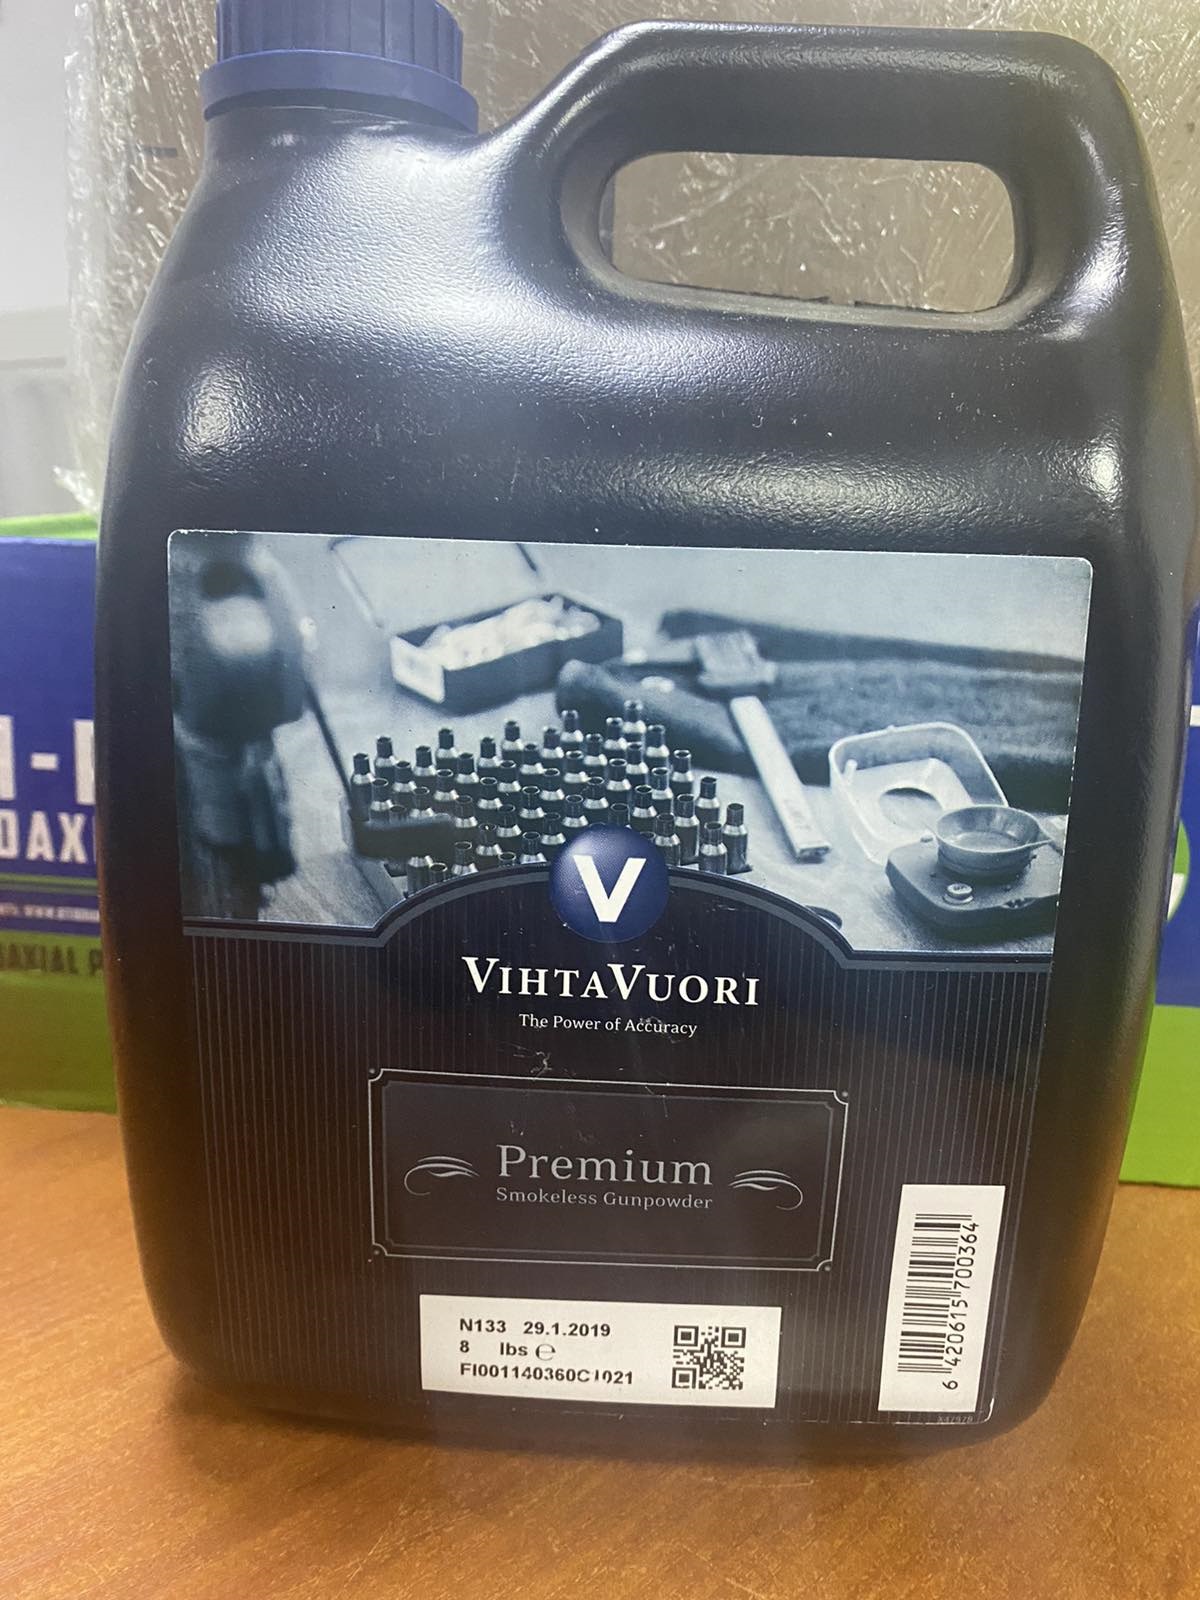 V
VIHTAVUORI
The Power of Accuracy
Premium
Smokeless Gunpowder
N133 29.1.2019
8 lbs ℮
6 420615 700364